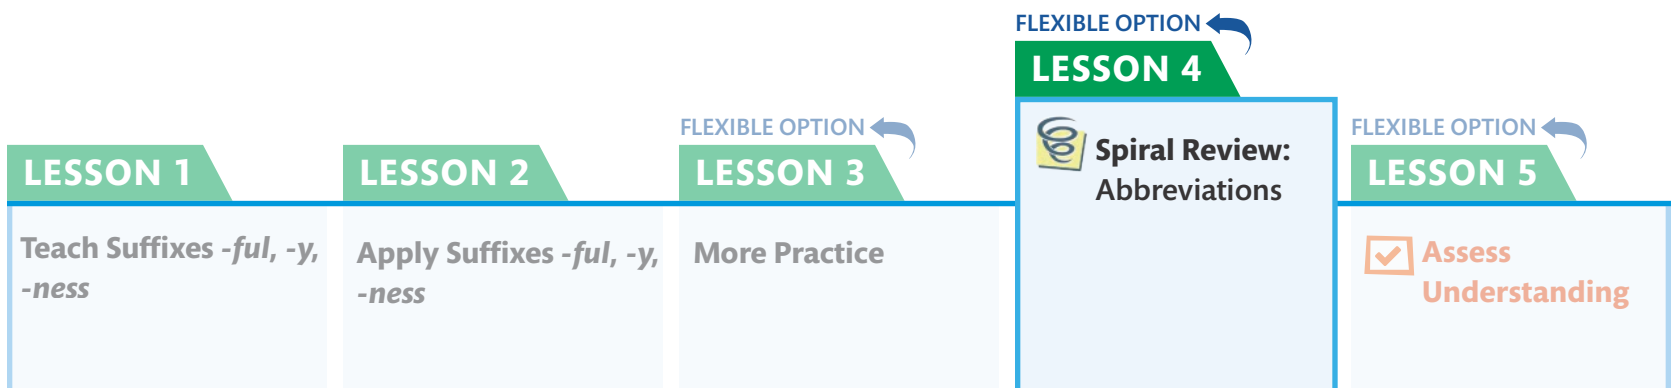 LESSON 1
Teach Suffixes -ful, -y,
-ness
LESSON 2
Apply Suffixes -ful, -y,
-ness
FLEXIBLE OPTION
LESSON 3
More Practice
FLEXIBLE OPTION
LESSON 4
Spiral Review:
Abbreviations
FLEXIBLE OPTION
LESSON 5
Assess
Understanding